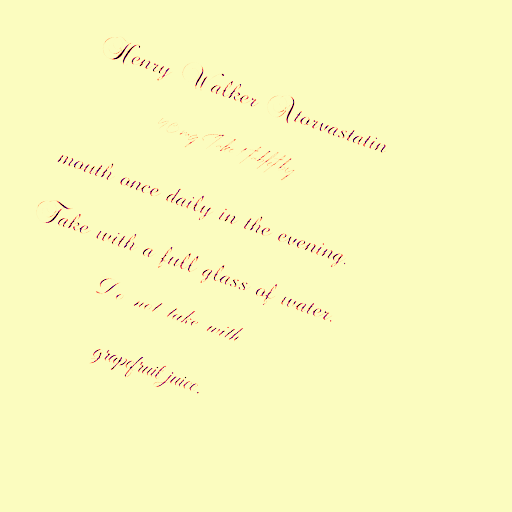 Henry Walker Atorvastatin
mouth once daily in the evening.
Take with a full glass of water.
Do not take with
grapefruit juice.